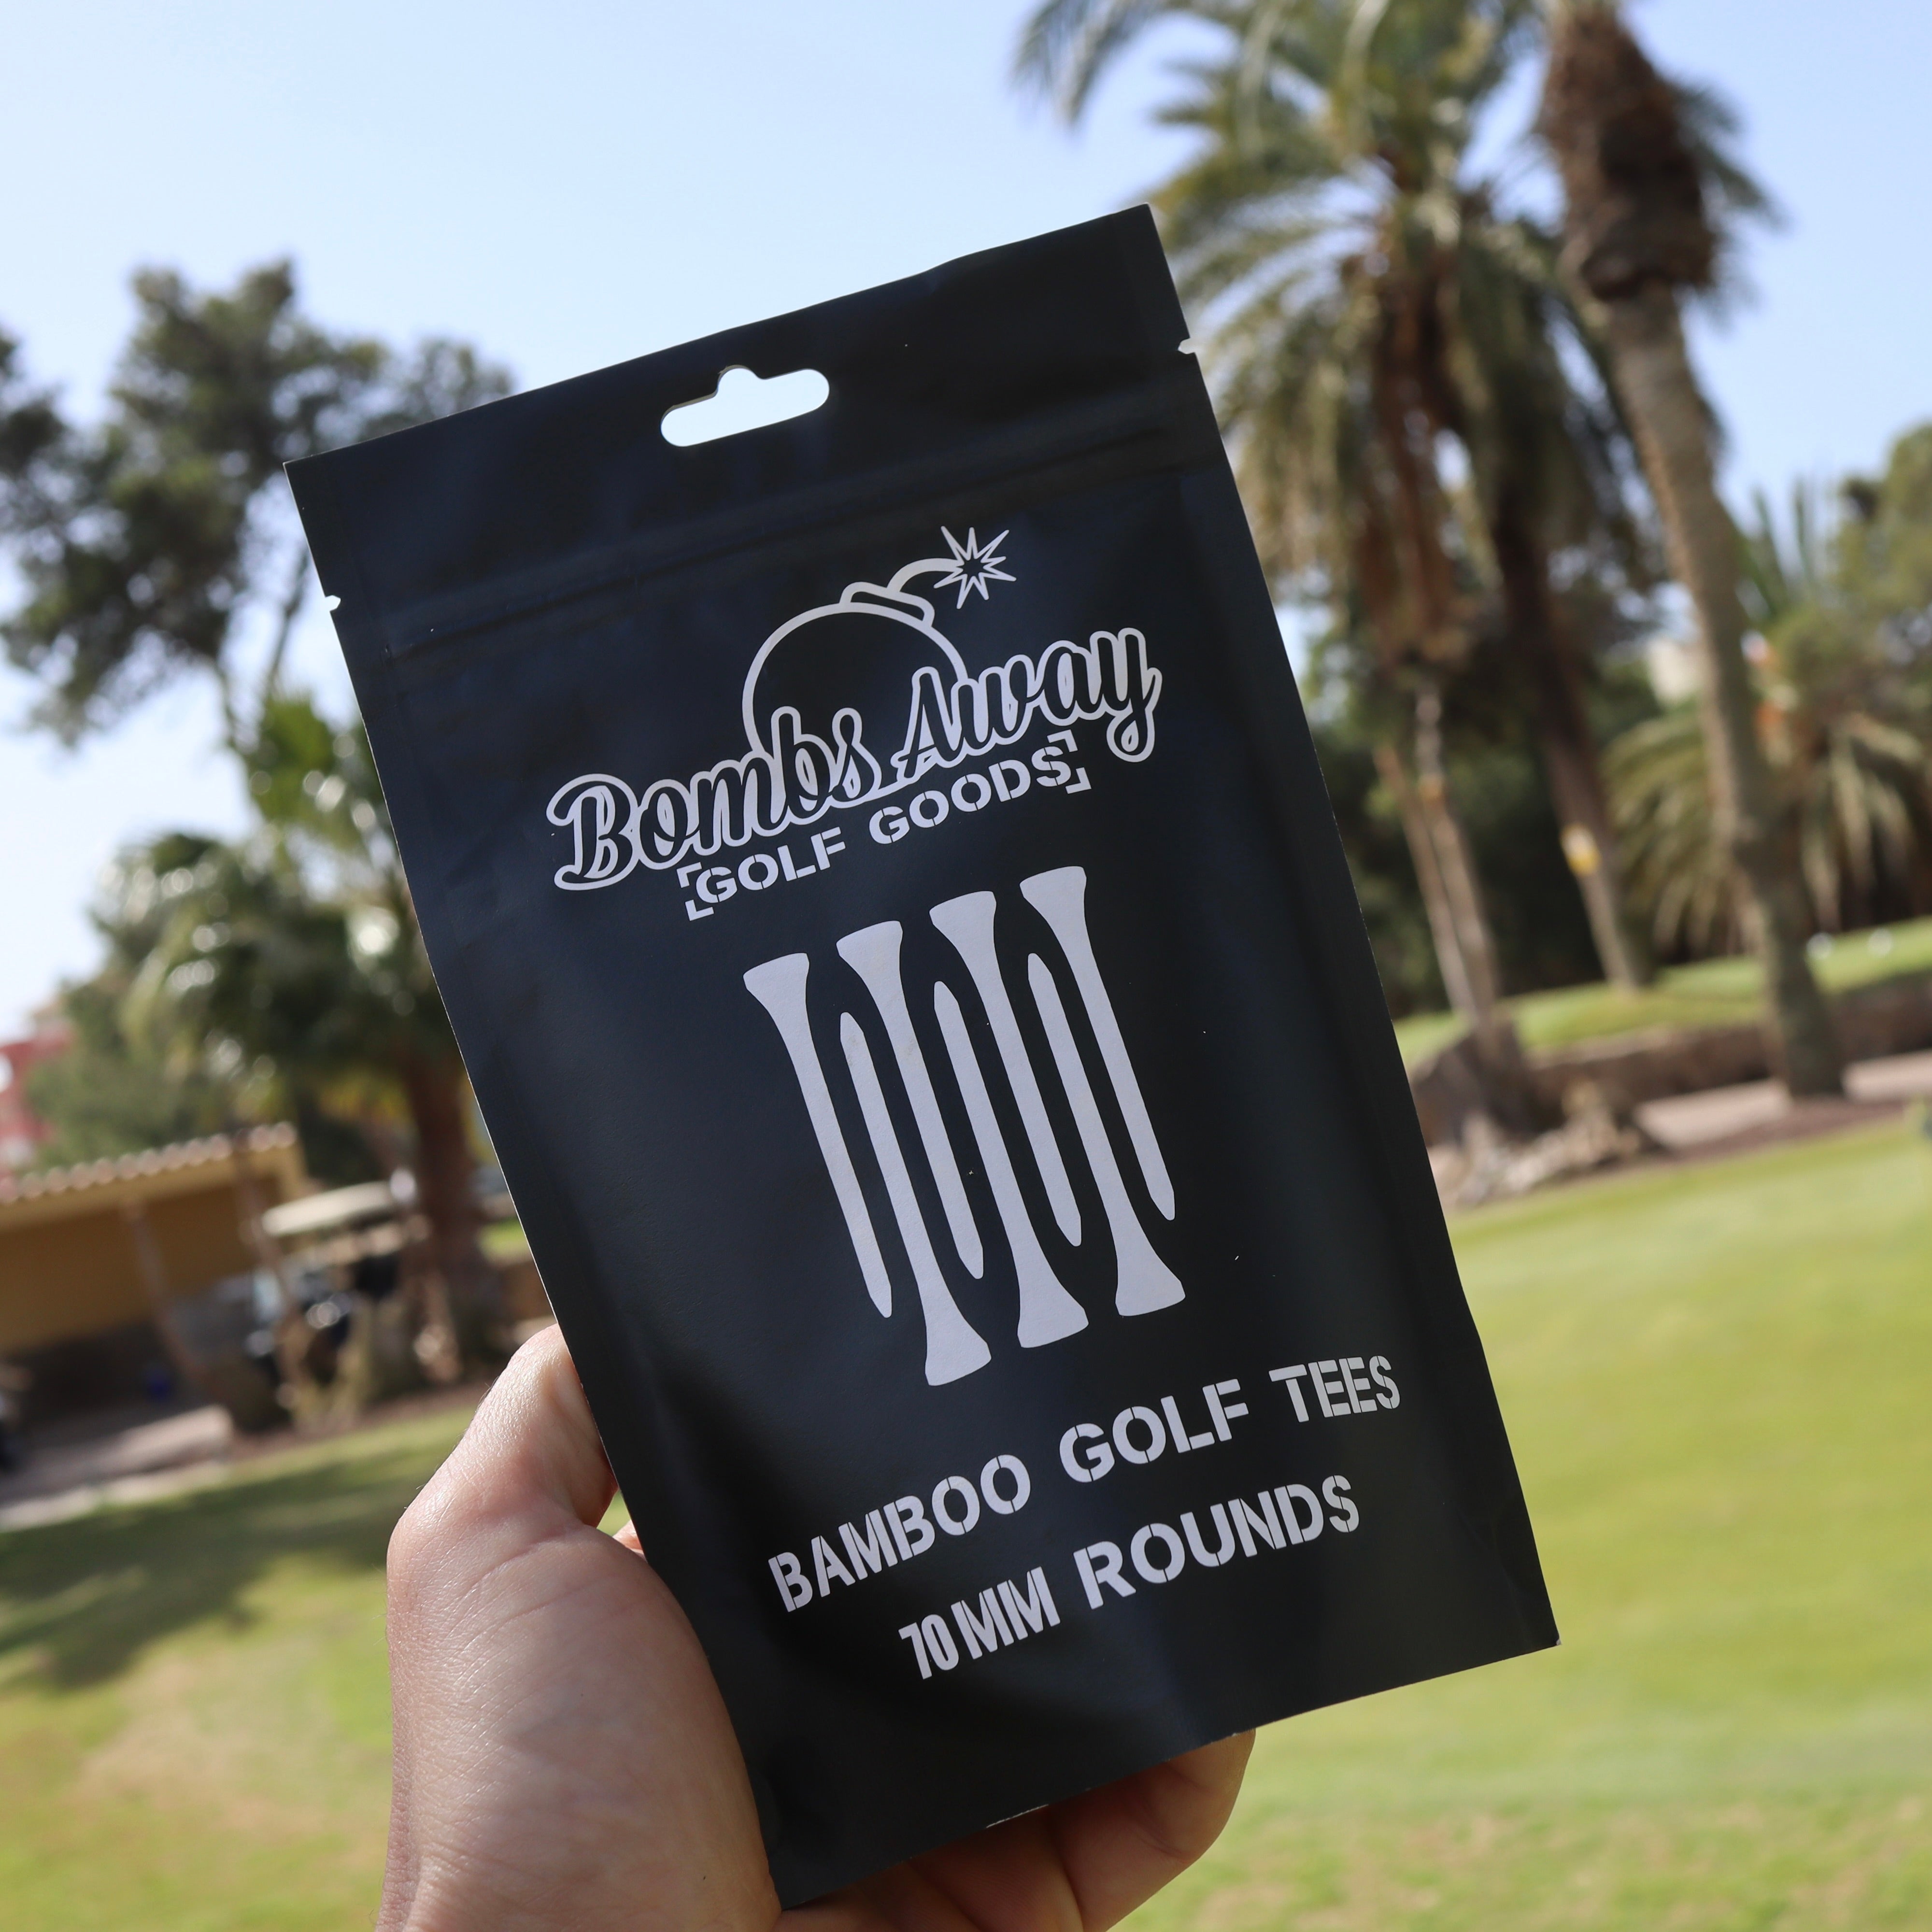 Bombs Away
GOLF GOODS
BAMBOO GOLF TEES
70MM ROUNDS